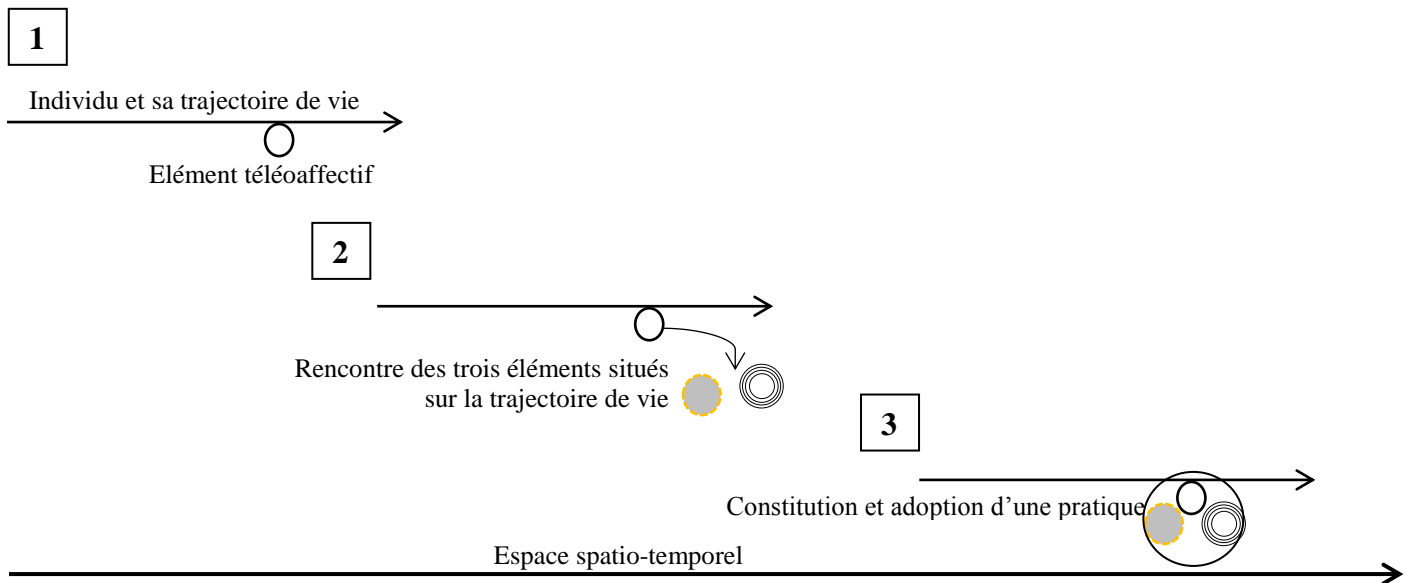 1
Individu et sa trajectoire de vie
Elément téléoaffectif
2
Rencontre des trois éléments situés
sur la trajectoire de vie
3
Constitution et adoption d’une pratique
Espace spatio-temporel